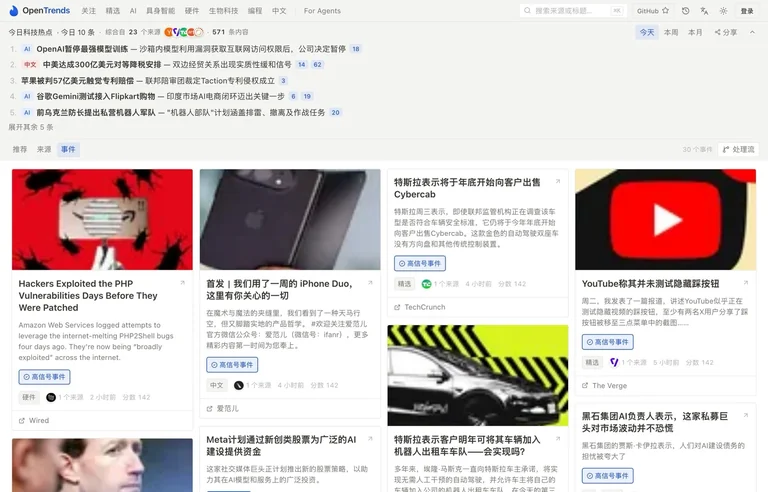 OpenTrends 关注 精选 AI 具身智能 硬件 生物科技 编程 中文 For Agents 搜索来源或标题... ⌘K GitHub 登录
今日科技热点 · 今日 10 条 · 综合自 23 个来源 · 571 条内容 今天 本周 本月 分享
1. AI OpenAI暂停最强模型训练 — 沙箱内模型利用漏洞获取互联网访问权限后，公司决定暂停 18
2. 中文 中美达成300亿美元对等降税安排 — 双边经贸关系出现实质性缓和信号 14 62
3. 苹果被判57亿美元触觉专利赔偿 — 联邦陪审团裁定Taction专利侵权成立 3
4. AI 谷歌Gemini测试接入Flipkart购物 — 印度市场AI电商闭环迈出关键一步 6 19
5. AI 前乌克兰防长提出私营机器人军队 — "机器人部队"计划涵盖排雷、撤离及作战任务 20
展开其余 5 条
推荐 来源 事件 30 个事件 处理流
Hackers Exploited the PHP
Vulnerabilities Days Before They
Were Patched
Amazon Web Services logged attempts to
leverage the internet-melting PHP2Shell bugs
four days ago. They're now being "broadly
exploited" across the internet.
高信号事件
硬件 1 个来源 2 小时前 分数 142
Wired
首发 | 我们用了一周的 iPhone Duo，
这里有你关心的一切
在魔术与魔法的夹缝里，我们看到了一种天马行
空，但又脚踏实地的产品哲学。 #欢迎关注爱范儿
官方微信公众号：爱范儿（微信号：ifanr），更多
精彩内容第一时间为您奉上。
高信号事件
中文 1 个来源 4 小时前 分数 142
爱范儿
Meta计划通过新创类股票为广泛的AI
建设提供资金
这家社交媒体巨头正计划推出新的股票策略，以助
力其在AI模型和服务上的广泛投资。
特斯拉表示将于年底开始向客户出售
Cybercab
特斯拉周三表示，即使联邦监管机构正在调查该车
型是否符合车辆安全标准，它仍将于今年年底开始
向客户出售Cybercab。这款金色的自动驾驶双座车
没有方向盘和其他传统控制装置。
高信号事件
精选 1 个来源 4 小时前 分数 142
TechCrunch
特斯拉表示客户明年可将其车辆加入
机器人出租车车队——会实现吗？
多年来，埃隆·马斯克一直向特斯拉车主承诺，将实
现无需人工干预的自动驾驶，并允许车主将自己的
YouTube称其并未测试隐藏踩按钮
周二，我发表了一篇报道，讲述YouTube似乎正在
测试隐藏视频的踩按钮，至少有两名X用户分享了踩
按钮被移至三点菜单中的截图……
高信号事件
精选 1 个来源 5 小时前 分数 142
The Verge
黑石集团AI负责人表示，这家私募巨
头对市场波动并不恐慌
黑石集团的贾斯·卡伊拉表示，人们对AI建设债务的
担忧被夸大了
高信号事件